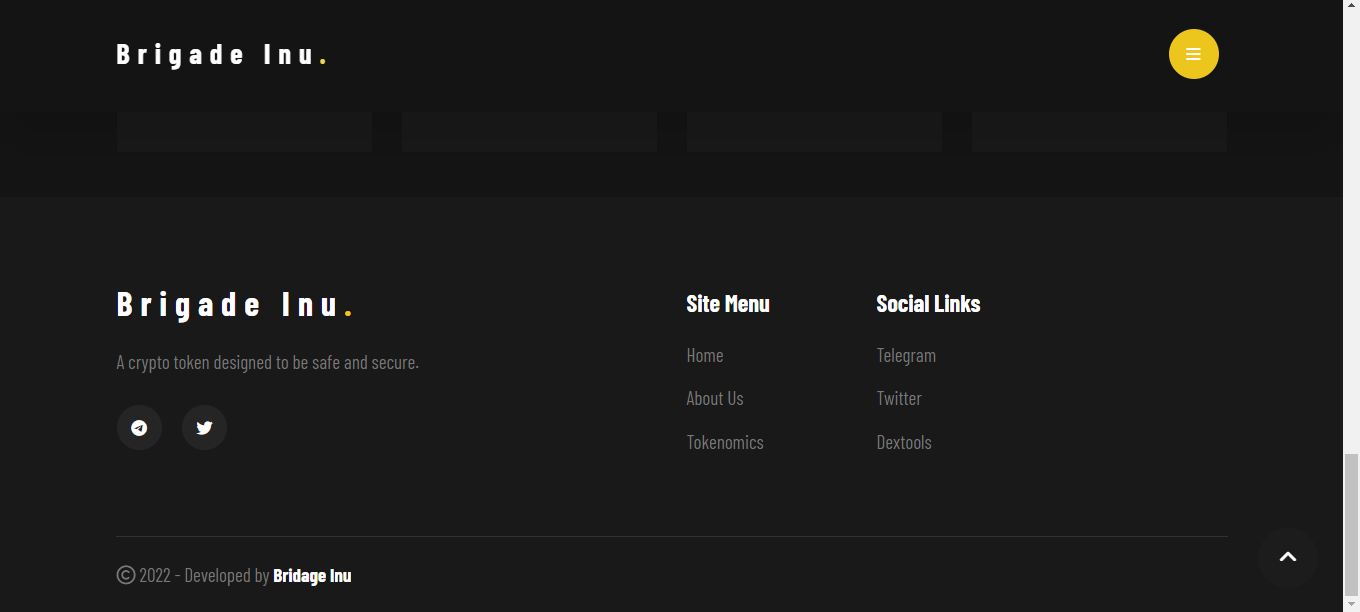 Brigade Inu.
Brigade Inu.
A crypto token designed to be safe and secure.
Site Menu
Home
About Us
Tokenomics
Social Links
Telegram
Twitter
Dextools
© 2022 - Developed by Bridage Inu